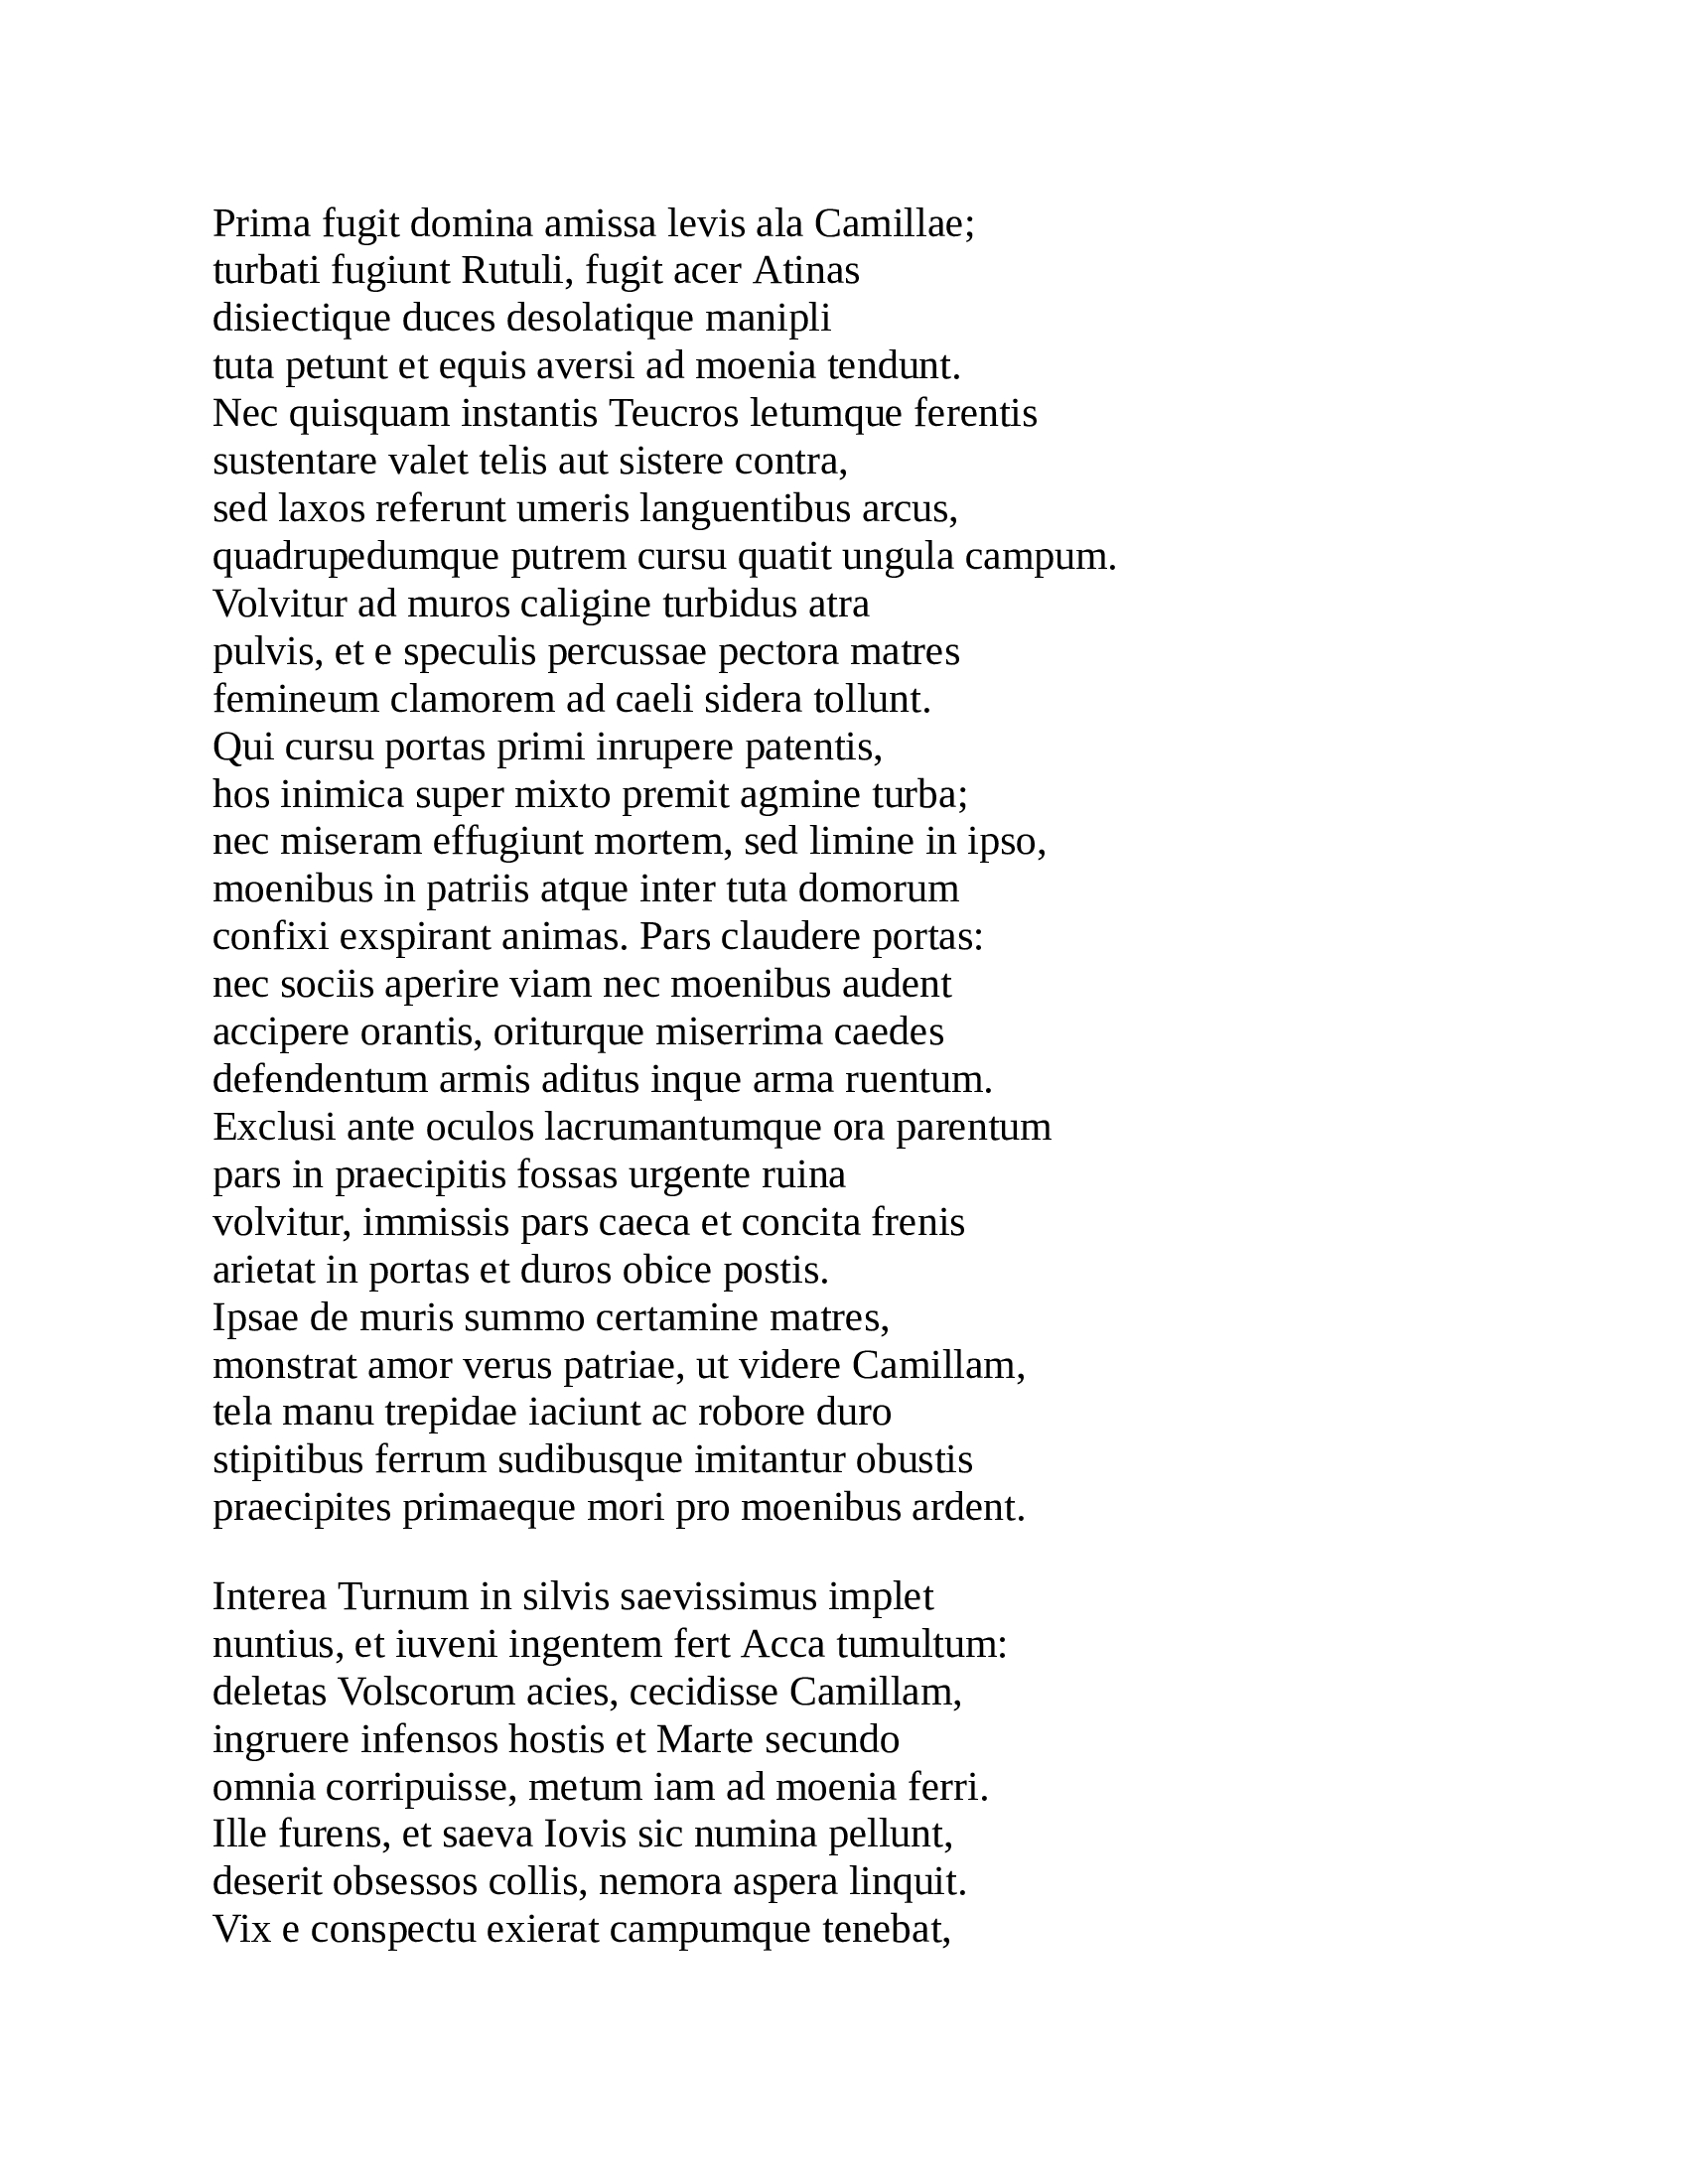 Prima fugit domina amissa levis ala Camillae;
turbati fugiunt Rutuli, fugit acer Atinas
disiectique duces desolatique manipli
tuta petunt et equis aversi ad moenia tendunt.
Nec quisquam instantis Teucros letumque ferentis
sustentare valet telis aut sistere contra,
sed laxos referunt umeris languentibus arcus,
quadrupedumque putrem cursu quatit ungula campum.
Volvitur ad muros caligine turbidus atra
pulvis, et e speculis percussae pectora matres
femineum clamorem ad caeli sidera tollunt.
Qui cursu portas primi inrupere patentis,
hos inimica super mixto premit agmine turba;
nec miseram effugiunt mortem, sed limine in ipso,
moenibus in patriis atque inter tuta domorum
confixi exspirant animas. Pars claudere portas:
nec sociis aperire viam nec moenibus audent
accipere orantis, oriturque miserrima caedes
defendentum armis aditus inque arma ruentum.
Exclusi ante oculos lacrumantumque ora parentum
pars in praecipitis fossas urgente ruina
volvitur, immissis pars caeca et concita frenis
arietat in portas et duros obice postis.
Ipsae de muris summo certamine matres,
monstrat amor verus patriae, ut videre Camillam,
tela manu trepidae iaciunt ac robore duro
stipitibus ferrum sudibusque imitantur obustis
praecipites primaeque mori pro moenibus ardent.

Interea Turnum in silvis saevissimus implet
nuntius, et iuveni ingentem fert Acca tumultum:
deletas Volscorum acies, cecidisse Camillam,
ingruere infensos hostis et Marte secundo
omnia corripuisse, metum iam ad moenia ferri.
Ille furens, et saeva Iovis sic numina pellunt,
deserit obsessos collis, nemora aspera linquit.
Vix e conspectu exierat campumque tenebat,